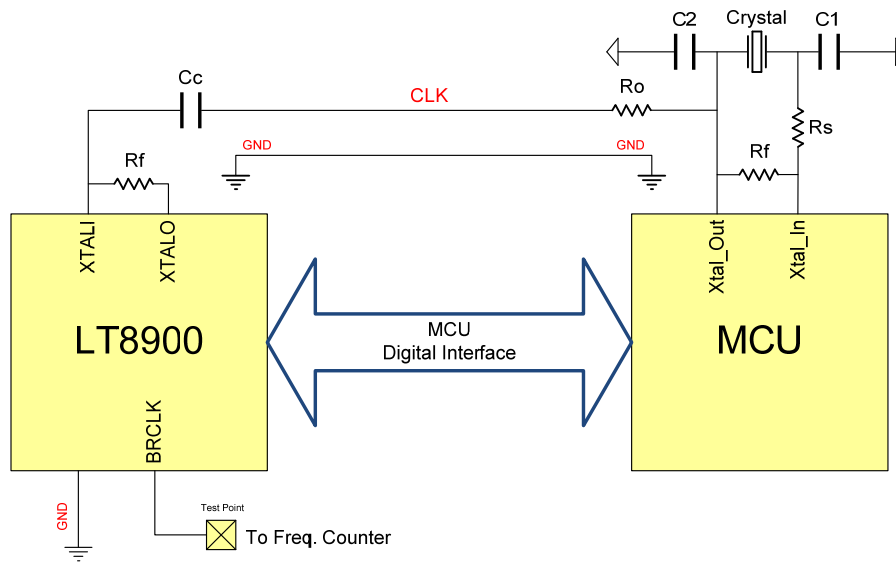 C2
Crystal
C1
Cc
CLK
Ro
Rs
GND
GND
Rf
Rf
XTALI
XTALO
Xtal_Out
Xtal_In
LT8900
MCU
Digital Interface
MCU
BRCLK
GND
Test Point
To Freq. Counter